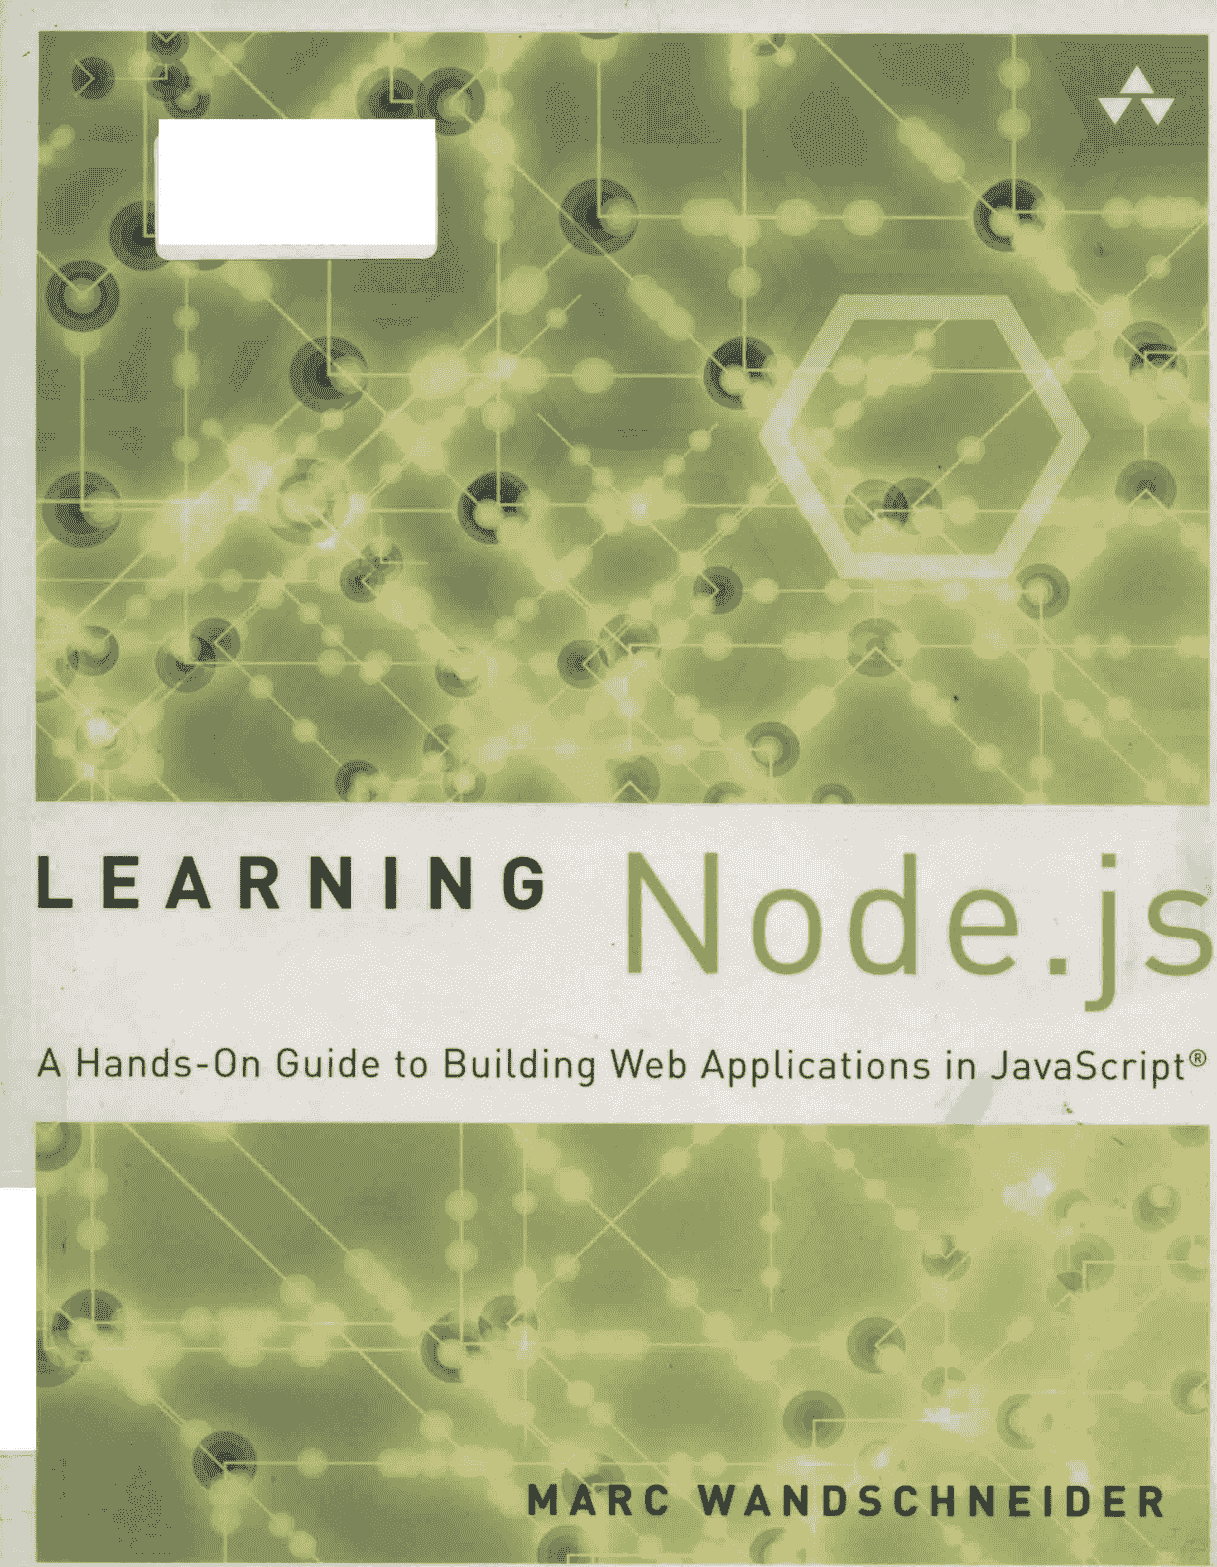 LEARNING Node.js
A Hands-On Guide to Building Web Applications in JavaScript®
MARC WANDSCHNEIDER